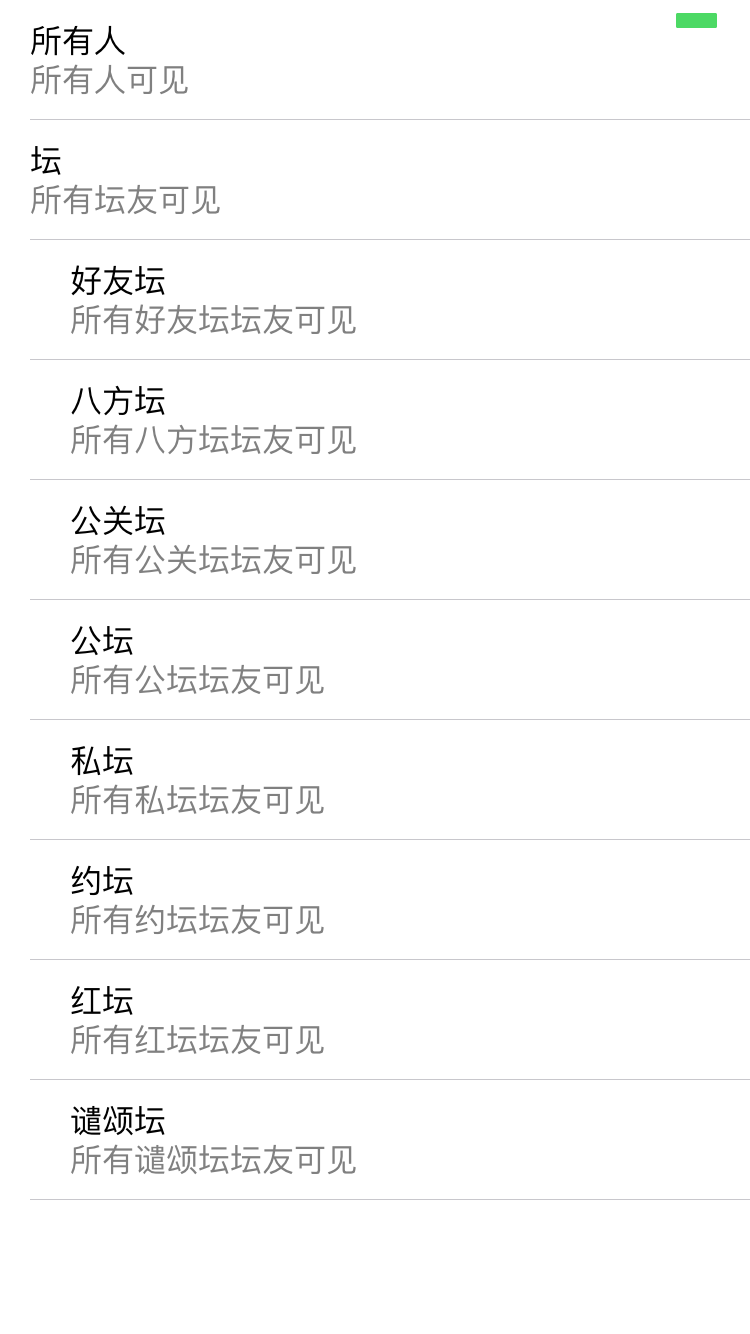 所有人
所有人可见
坛
所有坛友可见
好友坛
所有好友坛坛友可见
八方坛
所有八方坛坛友可见
公关坛
所有公关坛坛友可见
公坛
所有公坛坛友可见
私坛
所有私坛坛友可见
约坛
所有约坛坛友可见
红坛
所有红坛坛友可见
谴颂坛
所有谴颂坛坛友可见